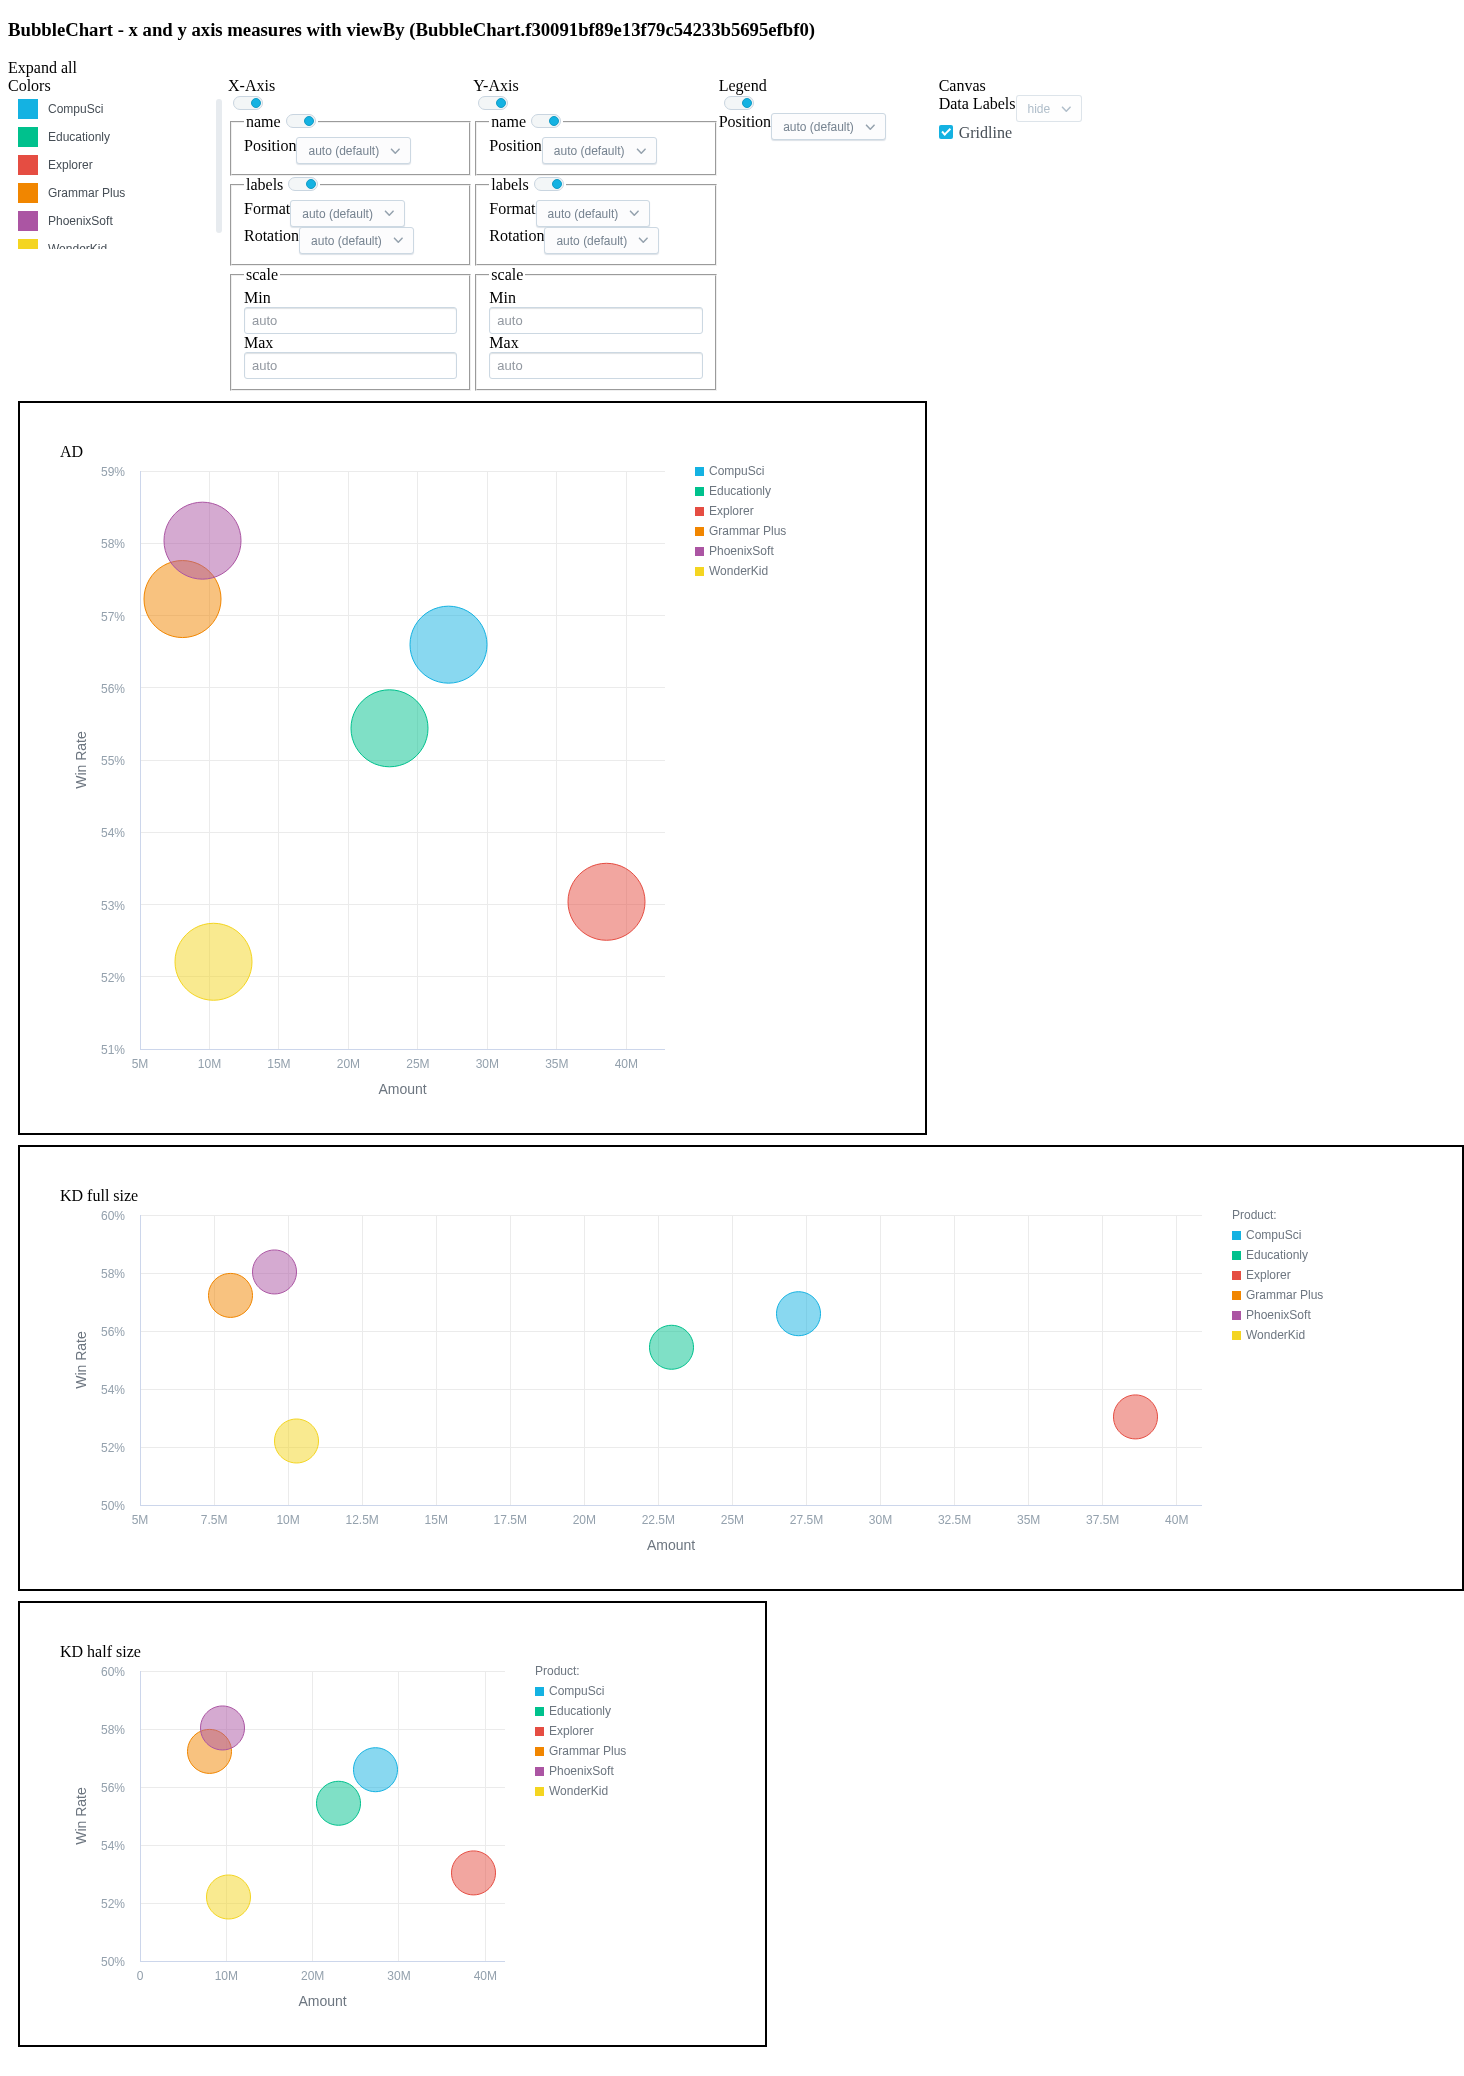 BubbleChart - x and y axis measures with viewBy (BubbleChart.f30091bf89e13f79c54233b5695efbf0)
Expand all
Colors
CompuSci
Educationly
Explorer
Grammar Plus
PhoenixSoft
WonderKid
X-Axis
name
Position auto (default)
labels
Format auto (default)
Rotation auto (default)
scale
Min
auto
Max
auto
Y-Axis
name
Position auto (default)
labels
Format auto (default)
Rotation auto (default)
scale
Min
auto
Max
auto
Legend
Position auto (default)
Canvas
Data Labels hide
Gridline
AD
59%
58%
57%
56%
55%
54%
53%
52%
51%
Win Rate
5M 10M 15M 20M 25M 30M 35M 40M
Amount
CompuSci
Educationly
Explorer
Grammar Plus
PhoenixSoft
WonderKid
KD full size
60%
58%
56%
54%
52%
50%
Win Rate
5M 7.5M 10M 12.5M 15M 17.5M 20M 22.5M 25M 27.5M 30M 32.5M 35M 37.5M 40M
Amount
Product:
CompuSci
Educationly
Explorer
Grammar Plus
PhoenixSoft
WonderKid
KD half size
60%
58%
56%
54%
52%
50%
Win Rate
0 10M 20M 30M 40M
Amount
Product:
CompuSci
Educationly
Explorer
Grammar Plus
PhoenixSoft
WonderKid